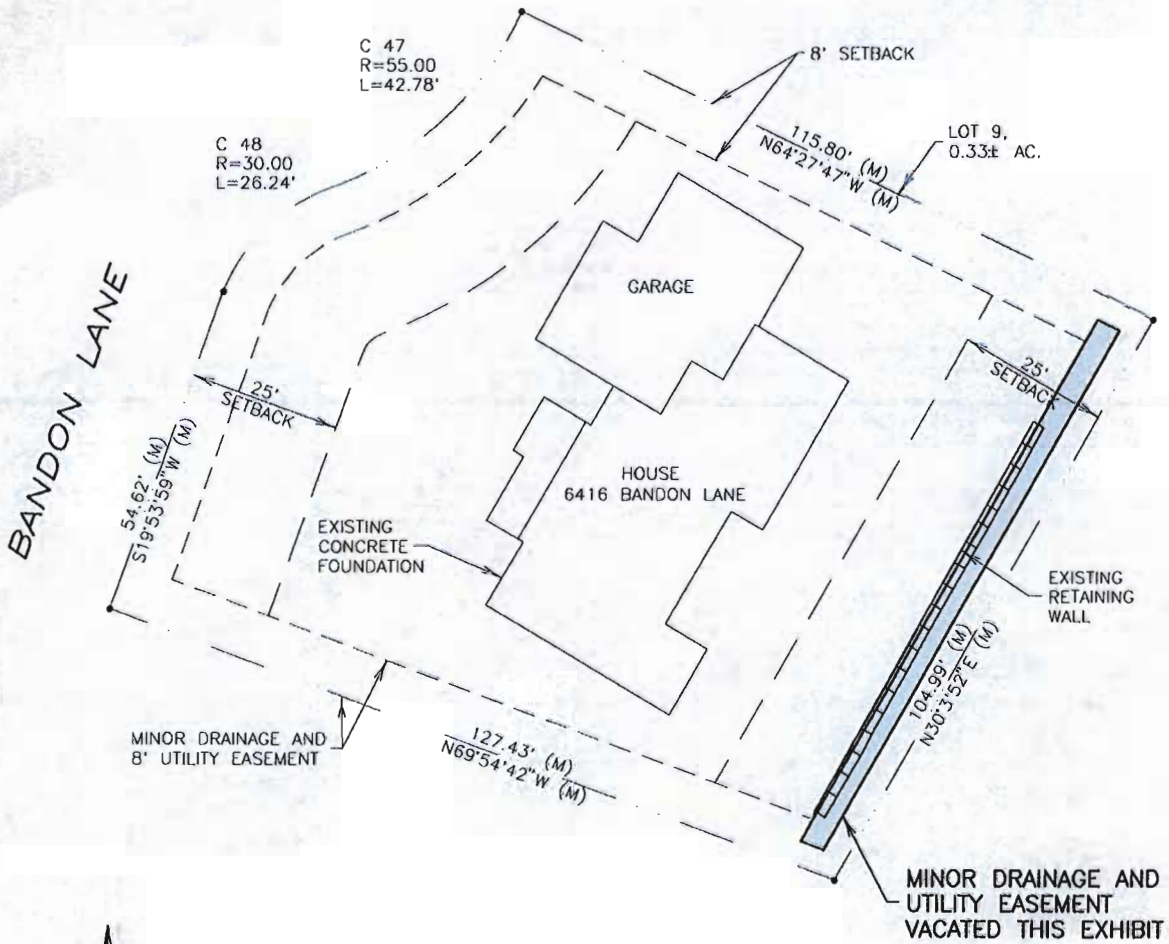 C 47
R=55.00
L=42.78'
8' SETBACK
C 48
R=30.00
L=26.24'
115.80' (M)
N64°27'47"W (M)
LOT 9,
0.33± AC.
BANDON LANE
GARAGE
25'
SETBACK
25'
SETBACK
54.62' (M)
S19°53'59"W (M)
HOUSE
6416 BANDON LANE
EXISTING
CONCRETE
FOUNDATION
EXISTING
RETAINING
WALL
104.99' (M)
N30°3'52"E (M)
MINOR DRAINAGE AND
8' UTILITY EASEMENT
127.43' (M)
N69°54'42"W (M)
MINOR DRAINAGE AND
UTILITY EASEMENT
VACATED THIS EXHIBIT